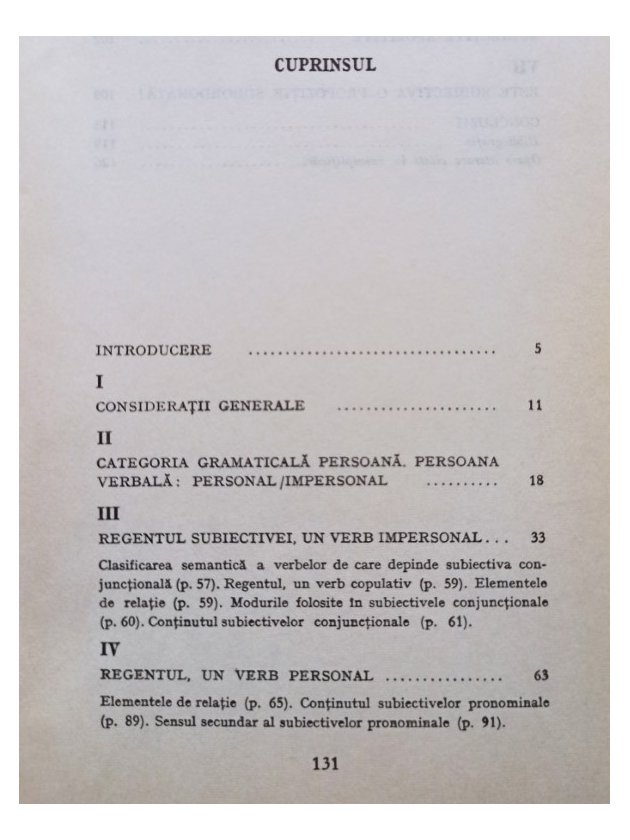 CUPRINSUL
INTRODUCERE ................................. 5
I
CONSIDERAȚII GENERALE ...................... 11
II
CATEGORIA GRAMATICALĂ PERSOANĂ. PERSOANA
VERBALĂ: PERSONAL/IMPERSONAL .......... 18
III
REGENTUL SUBIECTIVEI, UN VERB IMPERSONAL... 33
Clasificarea semantică a verbelor de care depinde subiectiva con-
juncțională (p. 57). Regentul, un verb copulativ (p. 59). Elementele
de relație (p. 59). Modurile folosite în subiectivele conjuncționale
(p. 60). Conținutul subiectivelor conjuncționale (p. 61).
IV
REGENTUL, UN VERB PERSONAL ................ 63
Elementele de relație (p. 65). Conținutul subiectivelor pronominale
(p. 89). Sensul secundar al subiectivelor pronominale (p. 91).
131